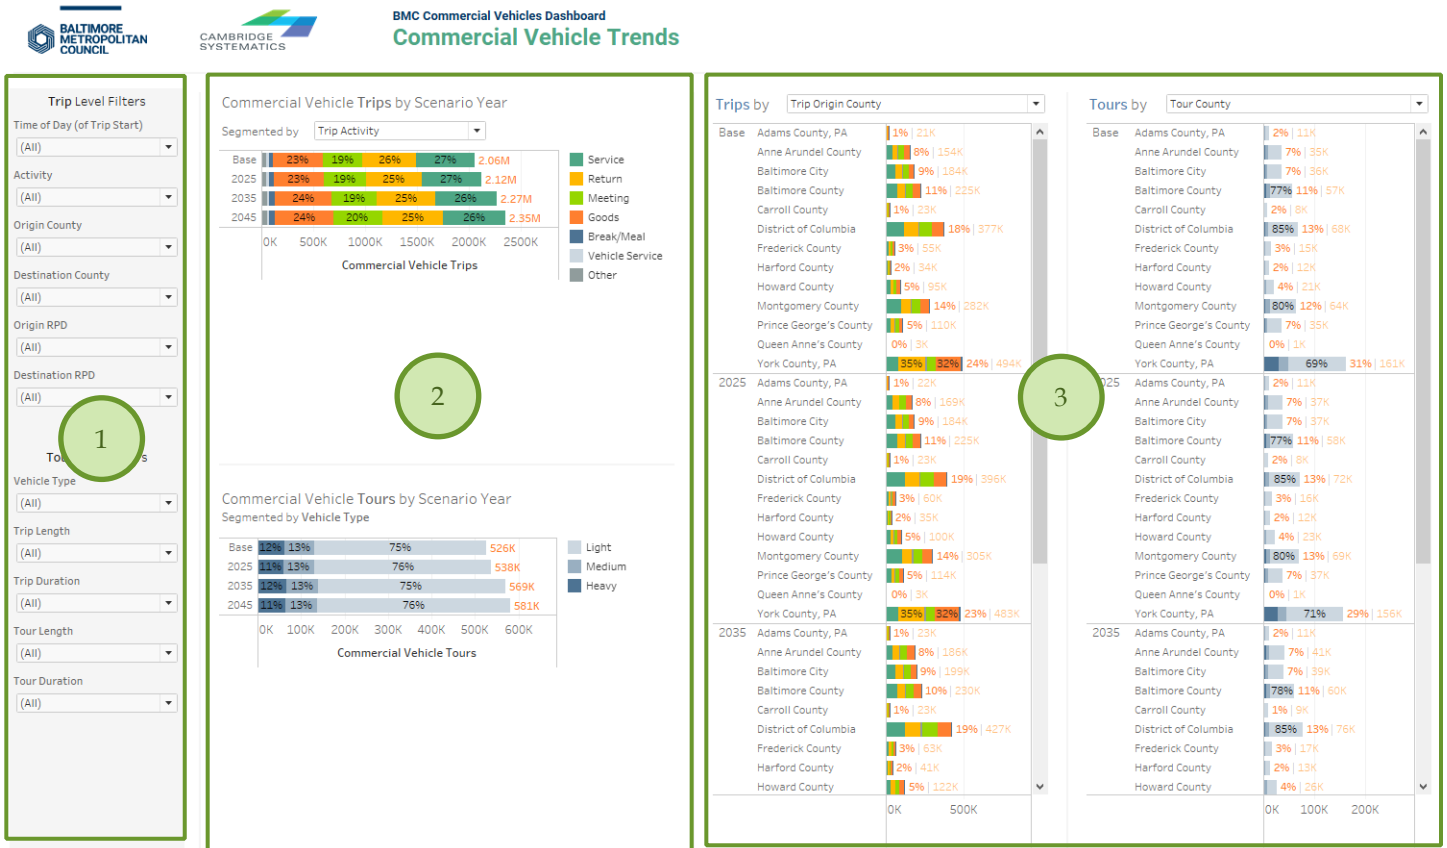 BALTIMORE
METROPOLITAN
COUNCIL
CAMBRIDGE
SYSTEMATICS
BMC Commercial Vehicles Dashboard
Commercial Vehicle Trends
Trip Level Filters
Time of Day (of Trip Start)
(All)
Activity
(All)
Origin County
(All)
Destination County
(All)
Origin RPD
(All)
Destination RPD
(All)
1
Vehicle Type
(All)
Trip Length
(All)
Trip Duration
(All)
Tour Length
(All)
Tour Duration
(All)
Commercial Vehicle Trips by Scenario Year
Segmented by Trip Activity
Base 23% 19% 26% 27% 2.06M
2025 23% 19% 25% 27% 2.12M
2035 24% 19% 25% 26% 2.27M
2045 24% 20% 25% 26% 2.35M
0K 500K 1000K 1500K 2000K 2500K
Commercial Vehicle Trips
Service
Return
Meeting
Goods
Break/Meal
Vehicle Service
Other
2
Commercial Vehicle Tours by Scenario Year
Segmented by Vehicle Type
Base 12% 13% 75% 526K
2025 11% 13% 76% 538K
2035 12% 13% 75% 569K
2045 11% 13% 76% 581K
0K 100K 200K 300K 400K 500K 600K
Commercial Vehicle Tours
Light
Medium
Heavy
Trips by Trip Origin County
Base Adams County, PA 1% | 21K
Anne Arundel County 8% | 154K
Baltimore City 9% | 184K
Baltimore County 11% | 225K
Carroll County 1% | 23K
District of Columbia 18% | 377K
Frederick County 3% | 55K
Harford County 2% | 34K
Howard County 5% | 95K
Montgomery County 14% | 282K
Prince George's County 5% | 110K
Queen Anne's County 0% | 3K
York County, PA 35% 32% 24% | 494K
2025 Adams County, PA 1% | 22K
Anne Arundel County 8% | 169K
Baltimore City 9% | 184K
Baltimore County 11% | 225K
Carroll County 1% | 23K
District of Columbia 19% | 396K
Frederick County 3% | 60K
Harford County 2% | 35K
Howard County 5% | 100K
Montgomery County 14% | 305K
Prince George's County 5% | 114K
Queen Anne's County 0% | 3K
York County, PA 35% 32% 23% | 483K
2035 Adams County, PA 1% | 23K
Anne Arundel County 8% | 186K
Baltimore City 9% | 199K
Baltimore County 10% | 230K
Carroll County 1% | 23K
District of Columbia 19% | 427K
Frederick County 3% | 63K
Harford County 2% | 41K
Howard County 5% | 122K
0K 500K
3
Tours by Tour County
Base Adams County, PA 2% | 11K
Anne Arundel County 7% | 35K
Baltimore City 7% | 36K
Baltimore County 77% 11% | 57K
Carroll County 2% | 8K
District of Columbia 85% 13% | 68K
Frederick County 3% | 15K
Harford County 2% | 12K
Howard County 4% | 21K
Montgomery County 80% 12% | 64K
Prince George's County 7% | 35K
Queen Anne's County 0% | 1K
York County, PA 69% 31% | 161K
Adams County, PA 2% | 11K
Anne Arundel County 7% | 37K
Baltimore City 7% | 37K
Baltimore County 77% 11% | 58K
Carroll County 2% | 8K
District of Columbia 85% 13% | 72K
Frederick County 3% | 16K
Harford County 2% | 12K
Howard County 4% | 23K
Montgomery County 80% 13% | 69K
Prince George's County 7% | 37K
Queen Anne's County 0% | 1K
York County, PA 71% 29% | 156K
2035 Adams County, PA 2% | 11K
Anne Arundel County 7% | 41K
Baltimore City 7% | 39K
Baltimore County 78% 11% | 60K
Carroll County 1% | 9K
District of Columbia 85% 13% | 76K
Frederick County 3% | 17K
Harford County 2% | 13K
Howard County 4% | 26K
0K 100K 200K